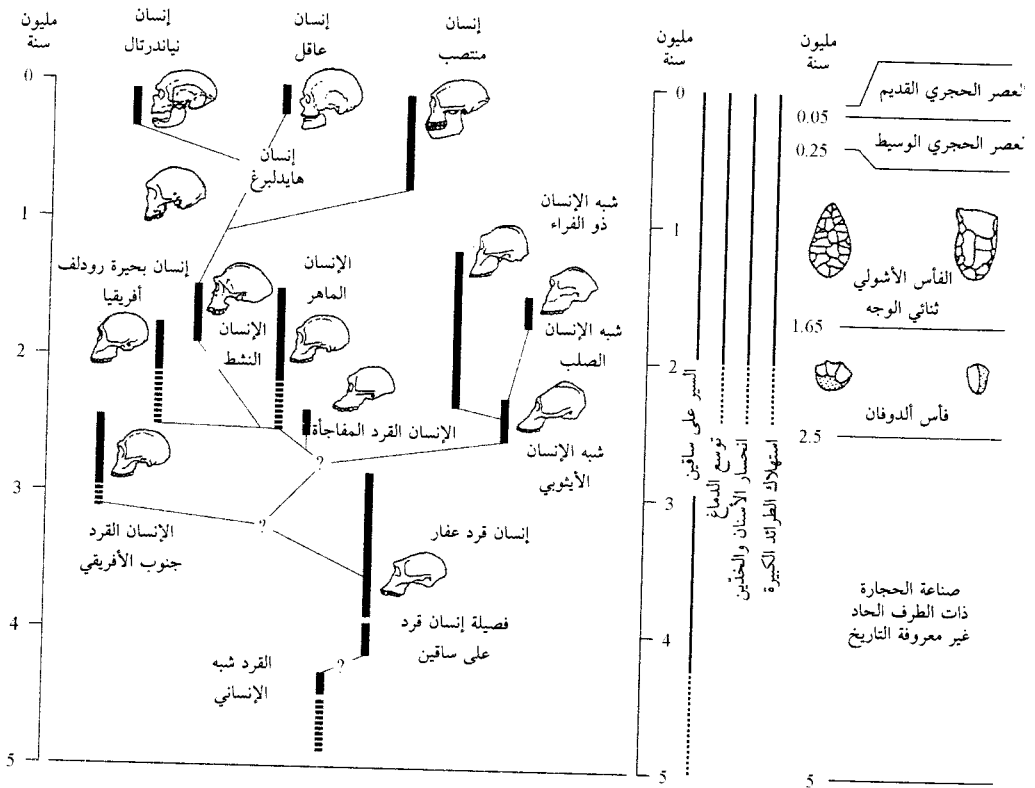 مليون
سنة
إنسان
نياندرتال
إنسان
عاقل
إنسان
منتصب
مليون
سنة
مليون
سنة
0
1
2
3
4
5
إنسان
هايدلبرغ
شبه الإنسان
ذو الفراء
إنسان بحيرة رودلف
أفريقيا
الإنسان
الماهر
الإنسان
النشط
شبه الإنسان
الصلب
الإنسان القرد المفاجأة
?
شبه الإنسان
الأيثوبي
الإنسان القرد
جنوب الأفريقي
?
إنسان قرد عفار
فصيلة إنسان قرد
على ساقين
القرد شبه
الإنساني
?
0
1
2
3
4
5
السير على ساقين
توسع الدماغ
انحسار الأسنان والخدّين
استهلاك الطرائد الكبيرة
لعصر الحجري القديم
0.05
لعصر الحجري الوسيط
0.25
الفأس الأشولي
ثنائي الوجه
1.65
فأس ألدوفان
2.5
صناعة الحجارة
ذات الطرف الحاد
غير معروفة التاريخ
5